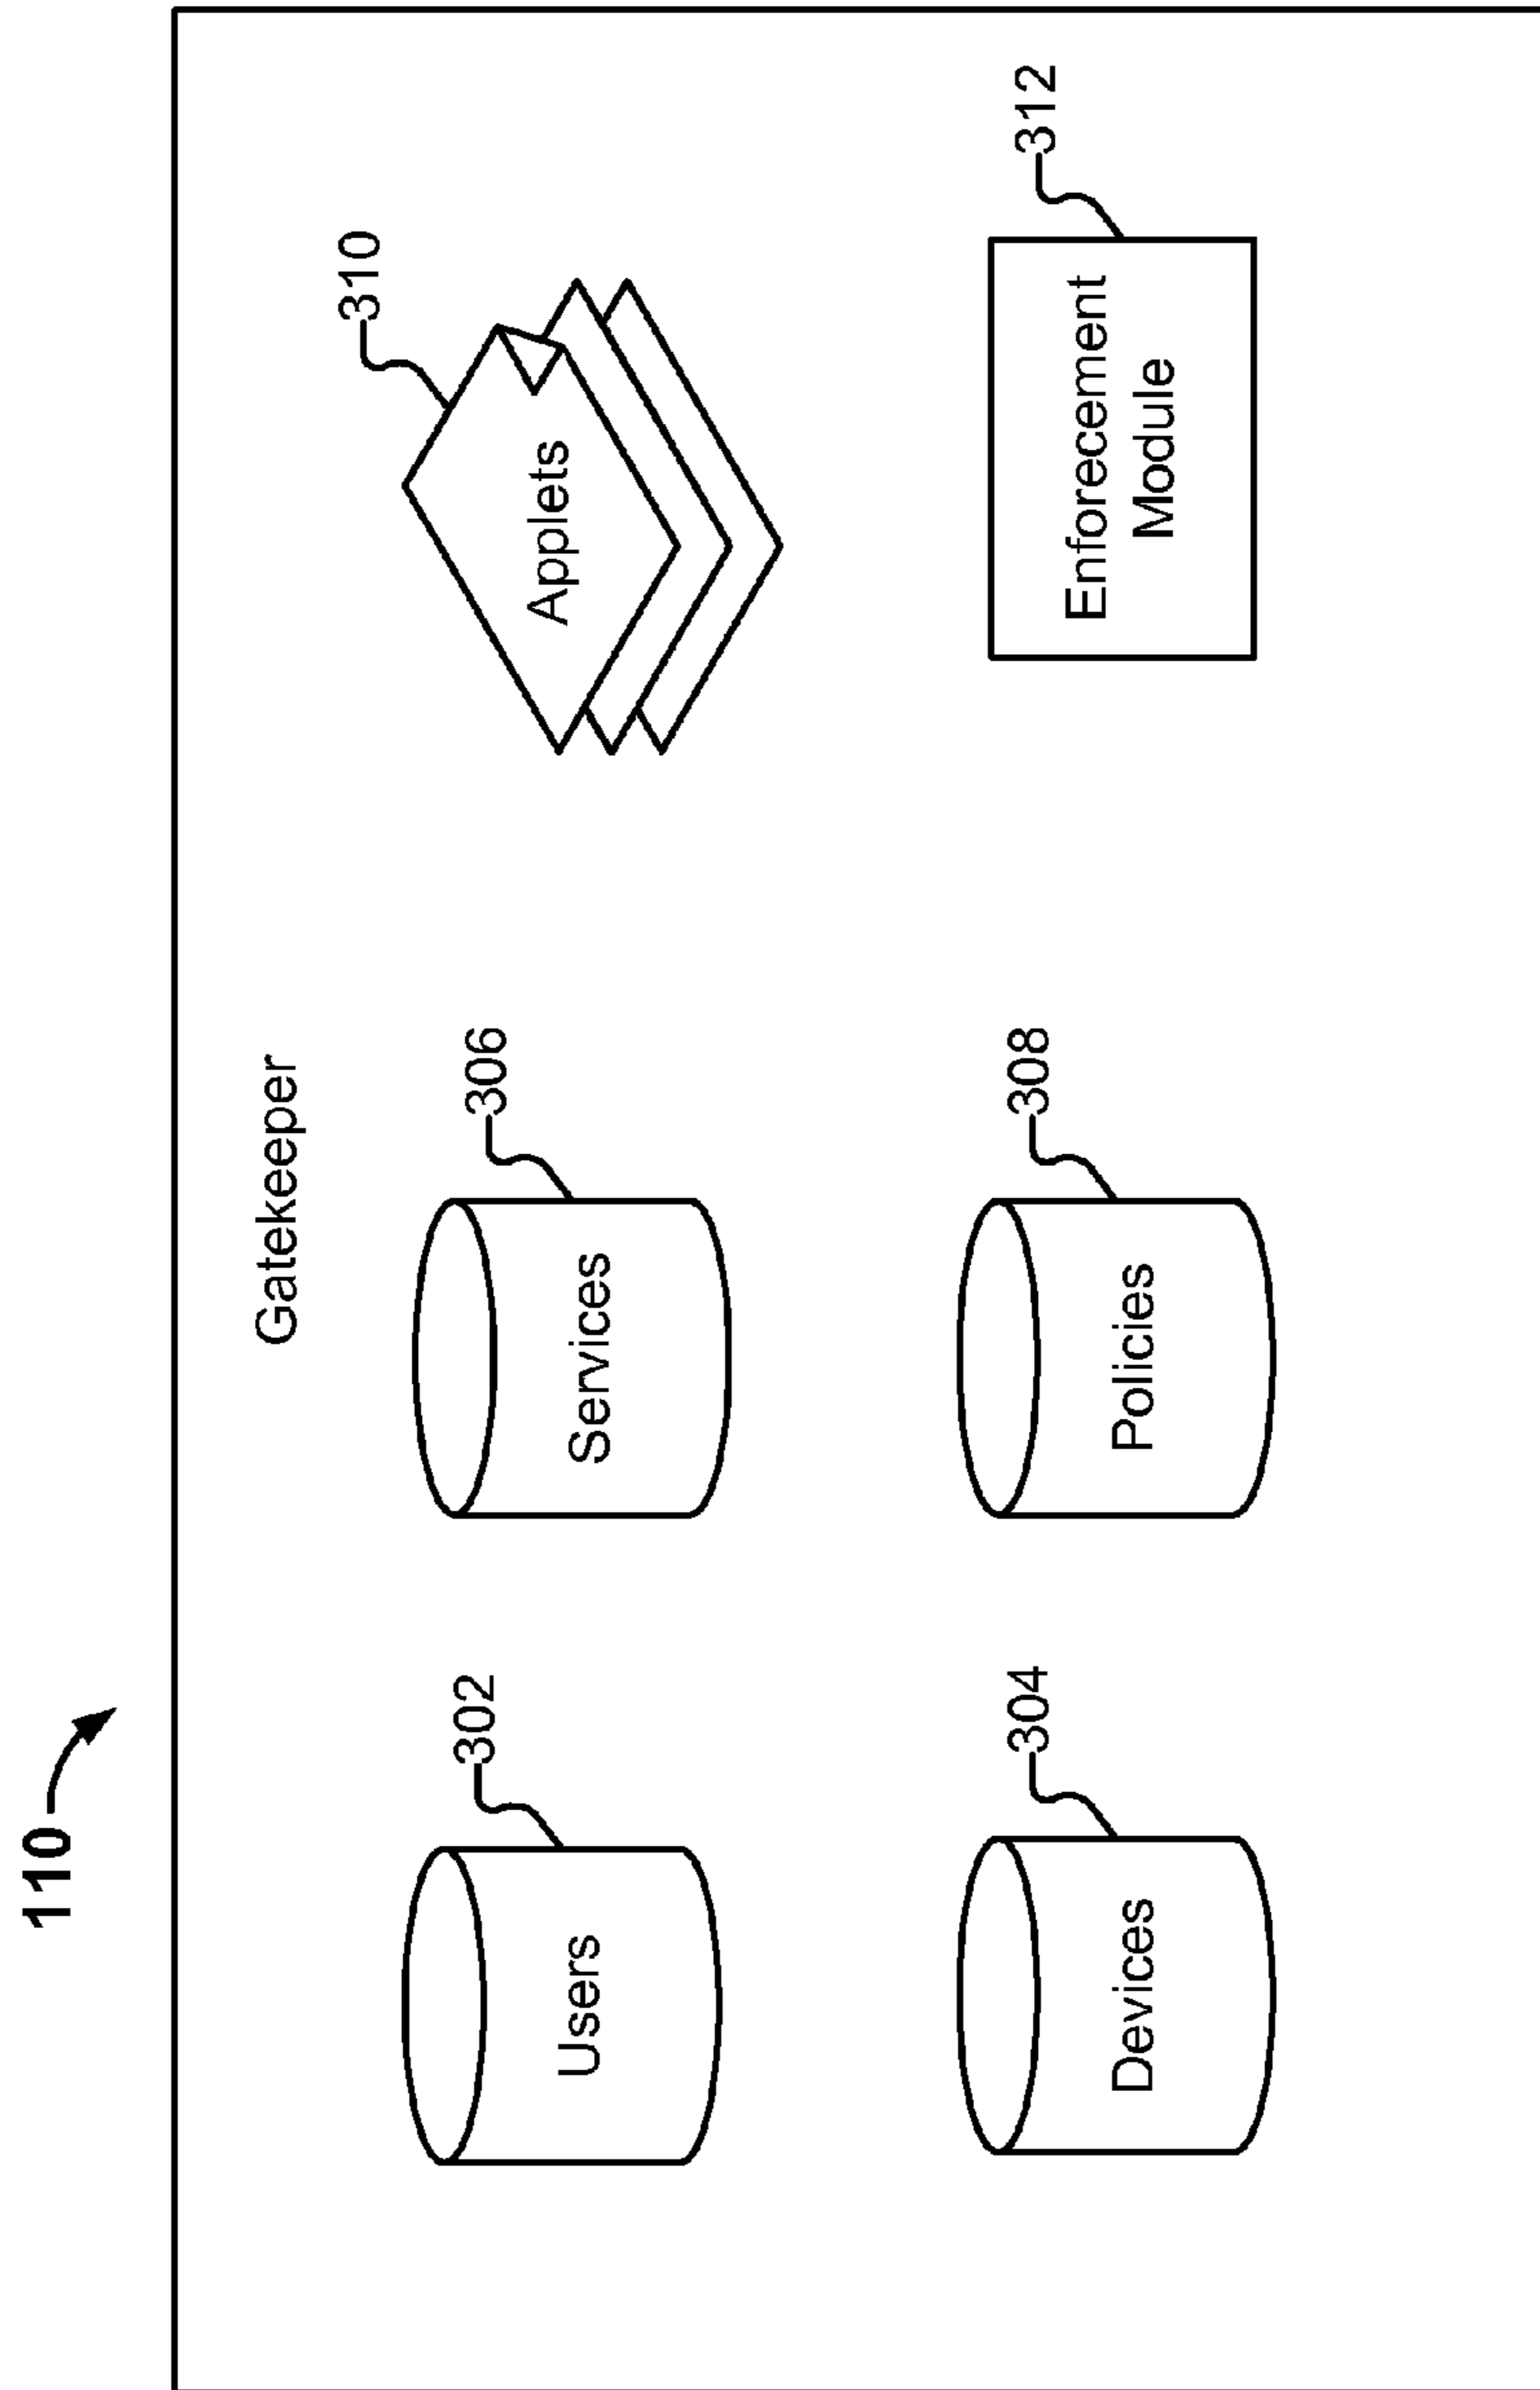 110
Gatekeeper
302
Users
306
Services
310
Applets
304
Devices
308
Policies
312
Enforecement
Module